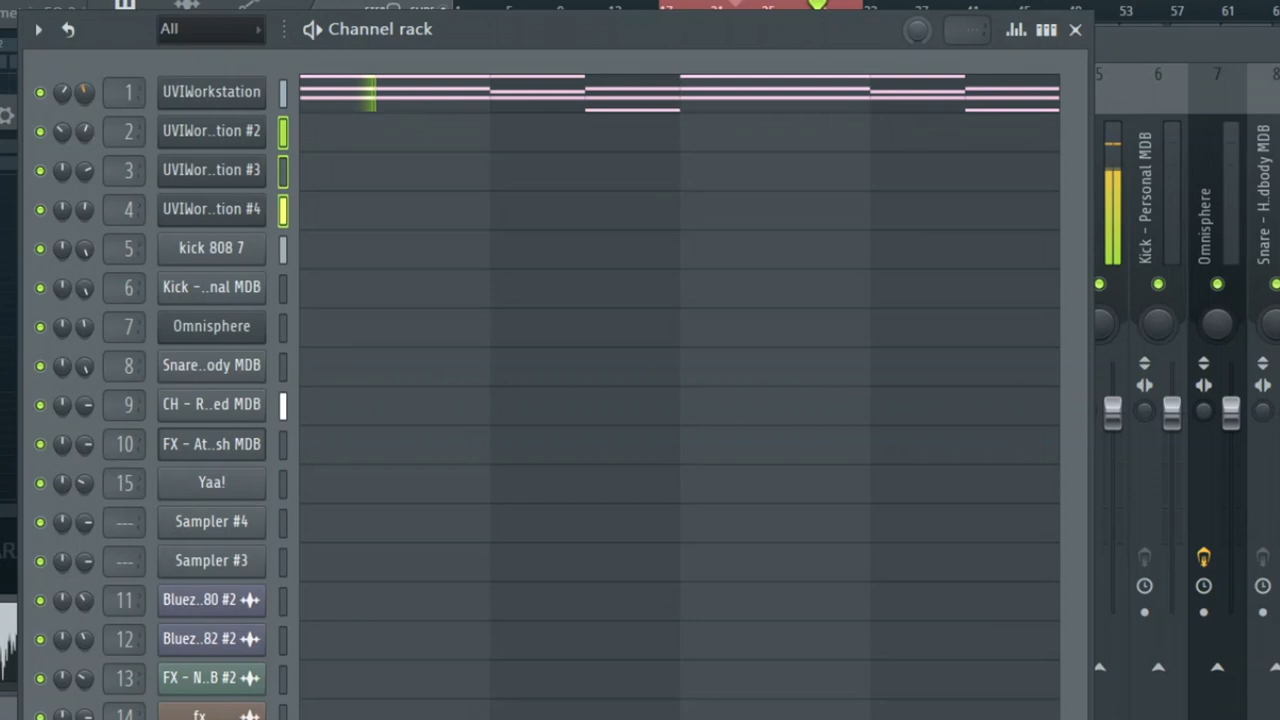 All
Channel rack
53 57 61
1 UVIWorkstation
2 UVIWor..tion #2
3 UVIWor..tion #3
4 UVIWor..tion #4
5 kick 808 7
6 Kick -..nal MDB
7 Omnisphere
8 Snare..ody MDB
9 CH - R..ed MDB
10 FX - At..sh MDB
15 Yaa!
--- Sampler #4
--- Sampler #3
11 Bluez..80 #2
12 Bluez..82 #2
13 FX - N..B #2
14 fx
5 6 7 8
Kick - Personal MDB
Omnisphere
Snare - H..dbody MDB